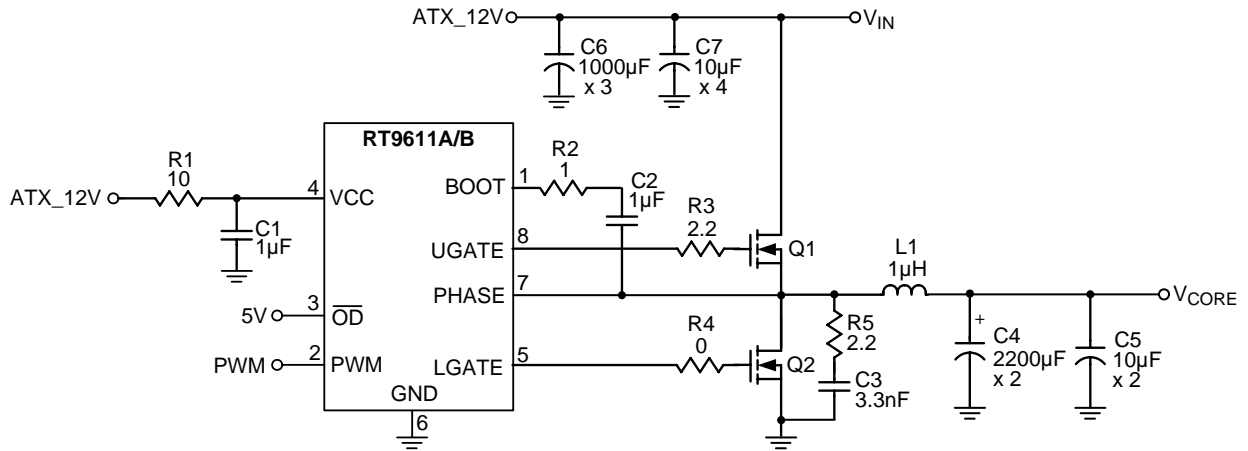 ATX_12V
V_IN
C6
1000µF
x 3
C7
10µF
x 4
RT9611A/B
R1
10
ATX_12V
4
VCC
C1
1µF
BOOT
1
R2
1
C2
1µF
UGATE
8
R3
2.2
Q1
PHASE
7
L1
1µH
V_CORE
5V
3
OD
PWM
2
PWM
LGATE
5
R4
0
Q2
R5
2.2
C3
3.3nF
+
C4
2200µF
x 2
C5
10µF
x 2
GND
6